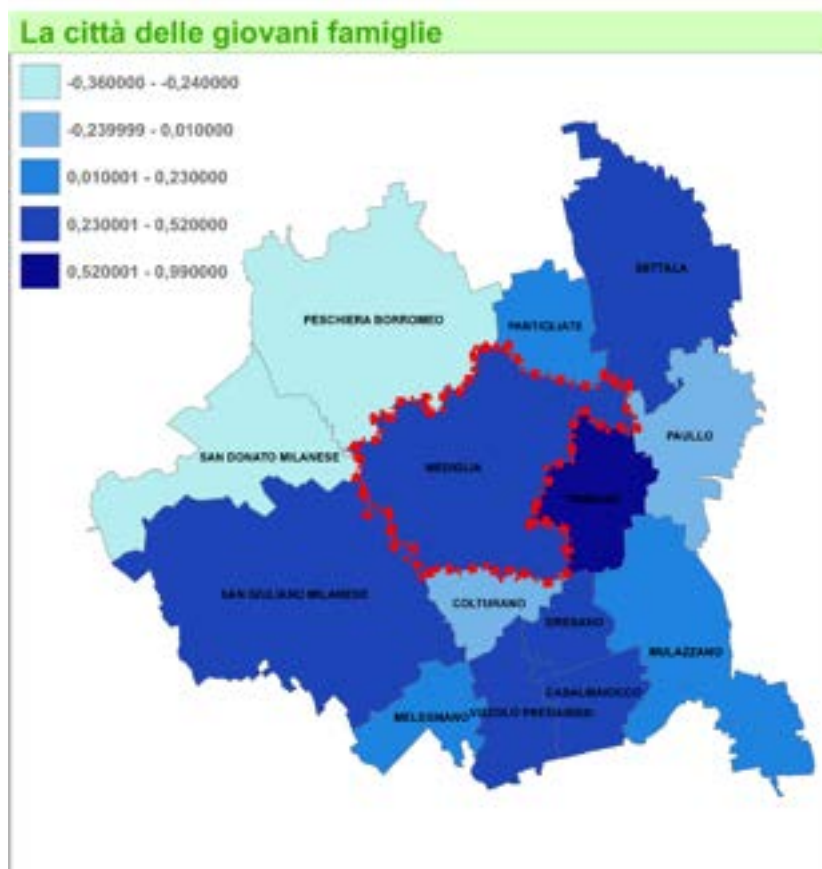 La città delle giovani famiglie
-0,360000 - -0,240000
-0,239999 - 0,010000
0,010001 - 0,230000
0,230001 - 0,520000
0,520001 - 0,990000
SETTALA
PESCHIERA BORROMEO
PANTIGLIATE
PAULLO
SAN DONATO MILANESE
MEDIGLIA
SAN GIULIANO MILANESE
COLTURANO
DRESANO
MULAZZANO
CASALMAIOCCO
MELEGNANO
VIZZOLO PREDABISSI